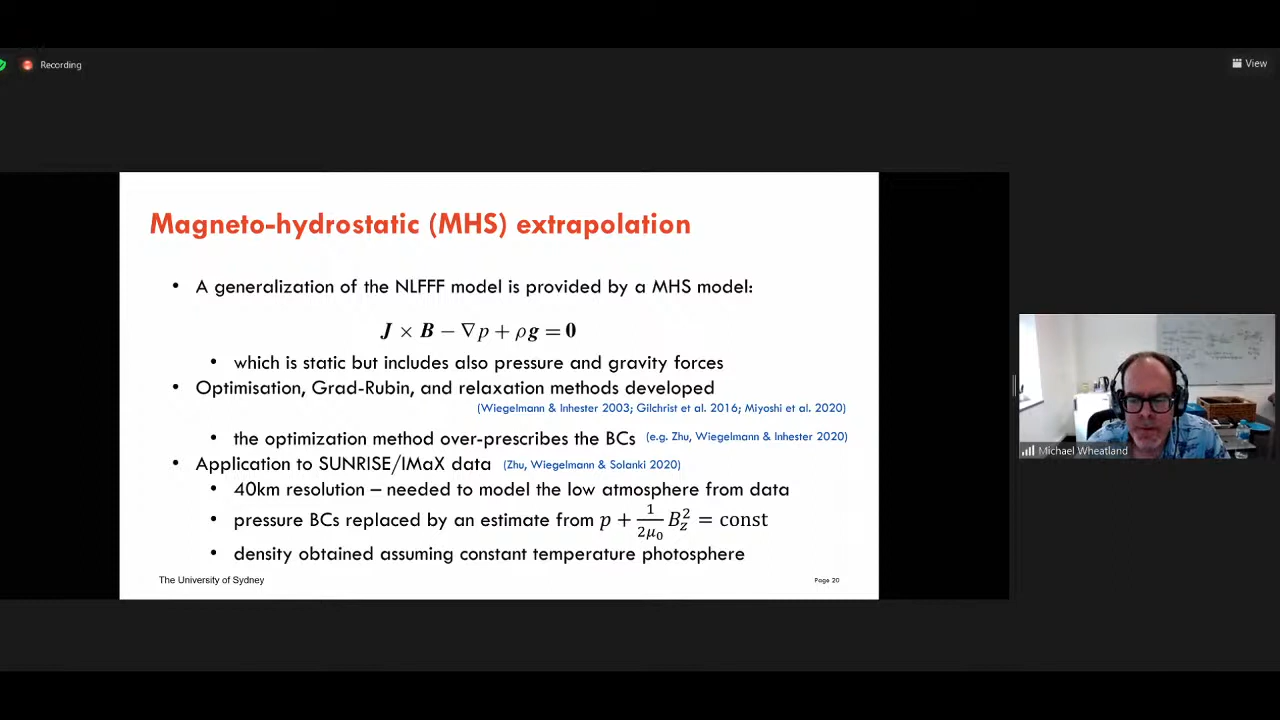 Recording
View
Magneto-hydrostatic (MHS) extrapolation
• A generalization of the NLFFF model is provided by a MHS model:
J × B − ∇p + ρg = 0
• which is static but includes also pressure and gravity forces
• Optimisation, Grad-Rubin, and relaxation methods developed
(Wiegelmann & Inhester 2003; Gilchrist et al. 2016; Miyoshi et al. 2020)
• the optimization method over-prescribes the BCs (e.g. Zhu, Wiegelmann & Inhester 2020)
• Application to SUNRISE/IMaX data (Zhu, Wiegelmann & Solanki 2020)
• 40km resolution – needed to model the low atmosphere from data
• pressure BCs replaced by an estimate from p + 1/2μ₀ B_z² = const
• density obtained assuming constant temperature photosphere
The University of Sydney
Page 20
Michael Wheatland